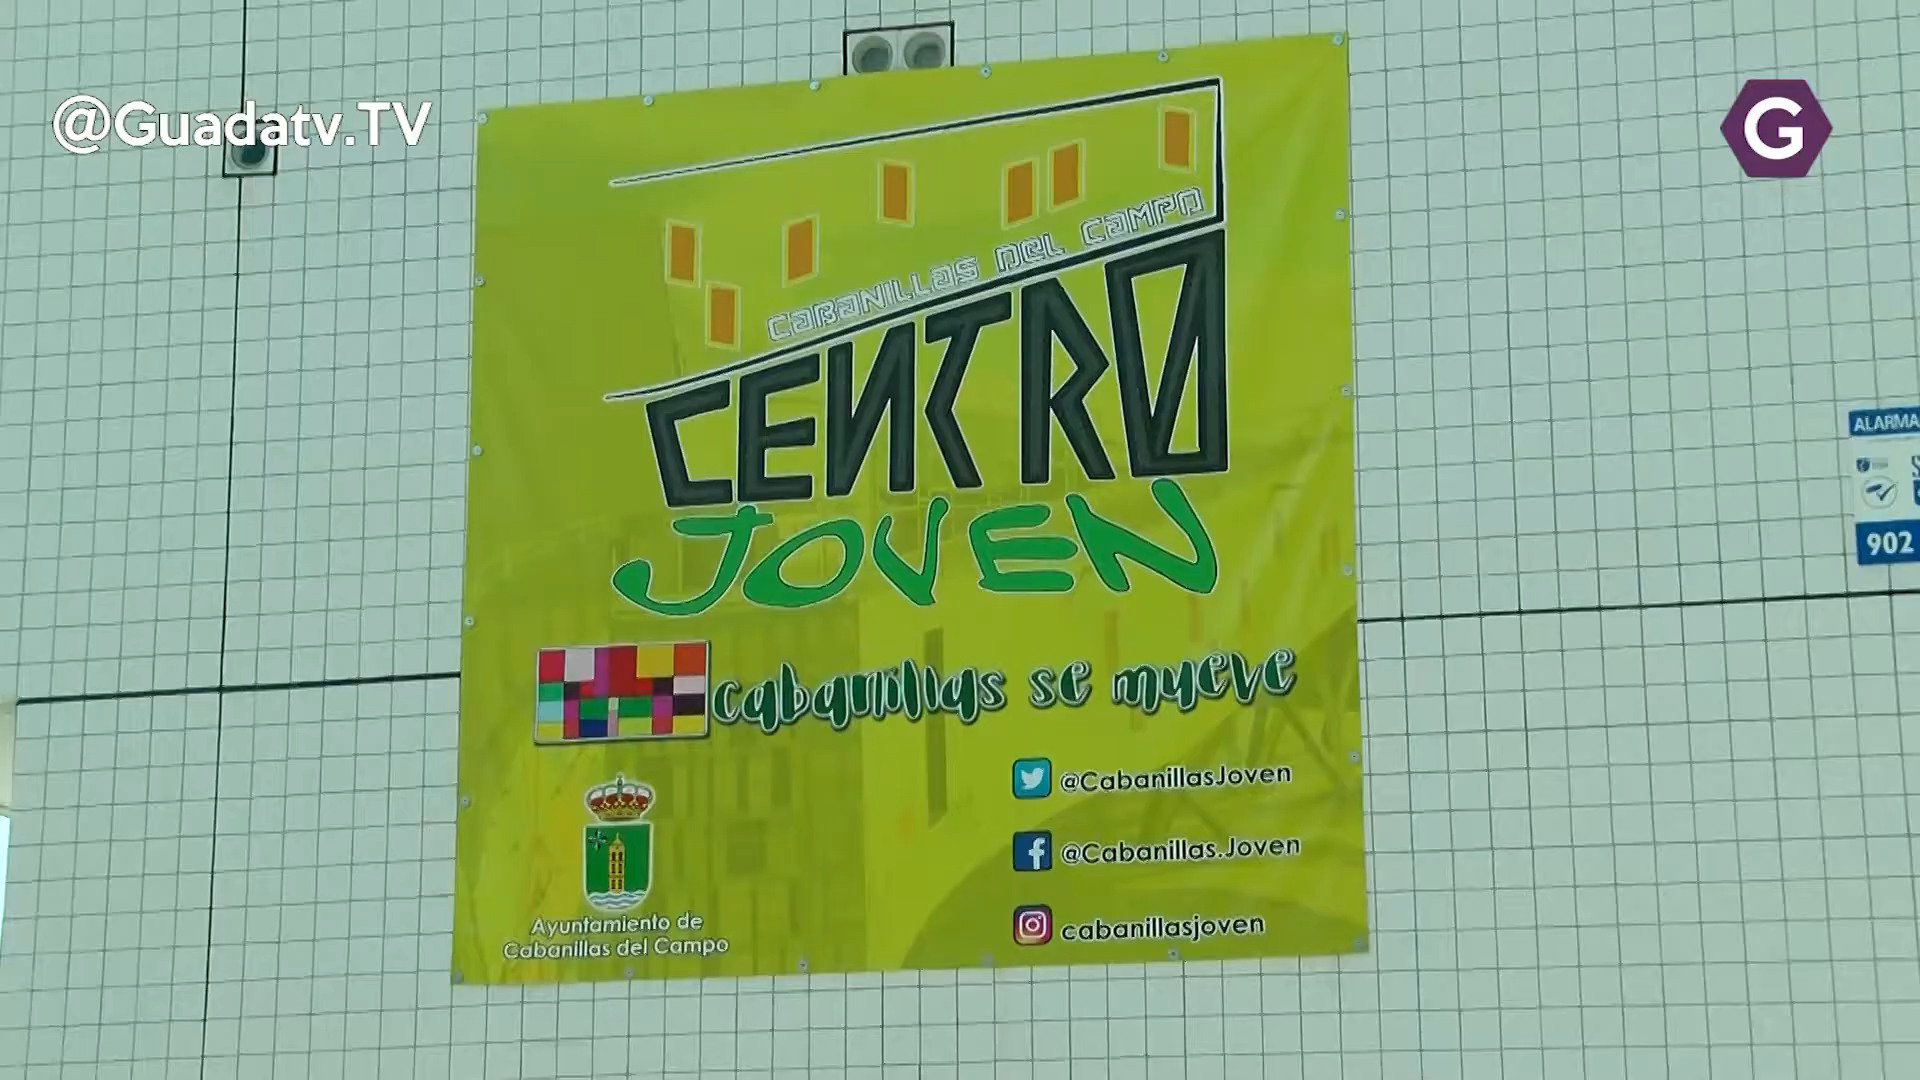 @Guadatv.TV
G
CABANILLAS DEL CAMPO
CENTRO
JOVEN
cabanillas se mueve
@CabanillasJoven
@Cabanillas.Joven
cabanillasjoven
Ayuntamiento de
Cabanillas del Campo
ALARMA
902